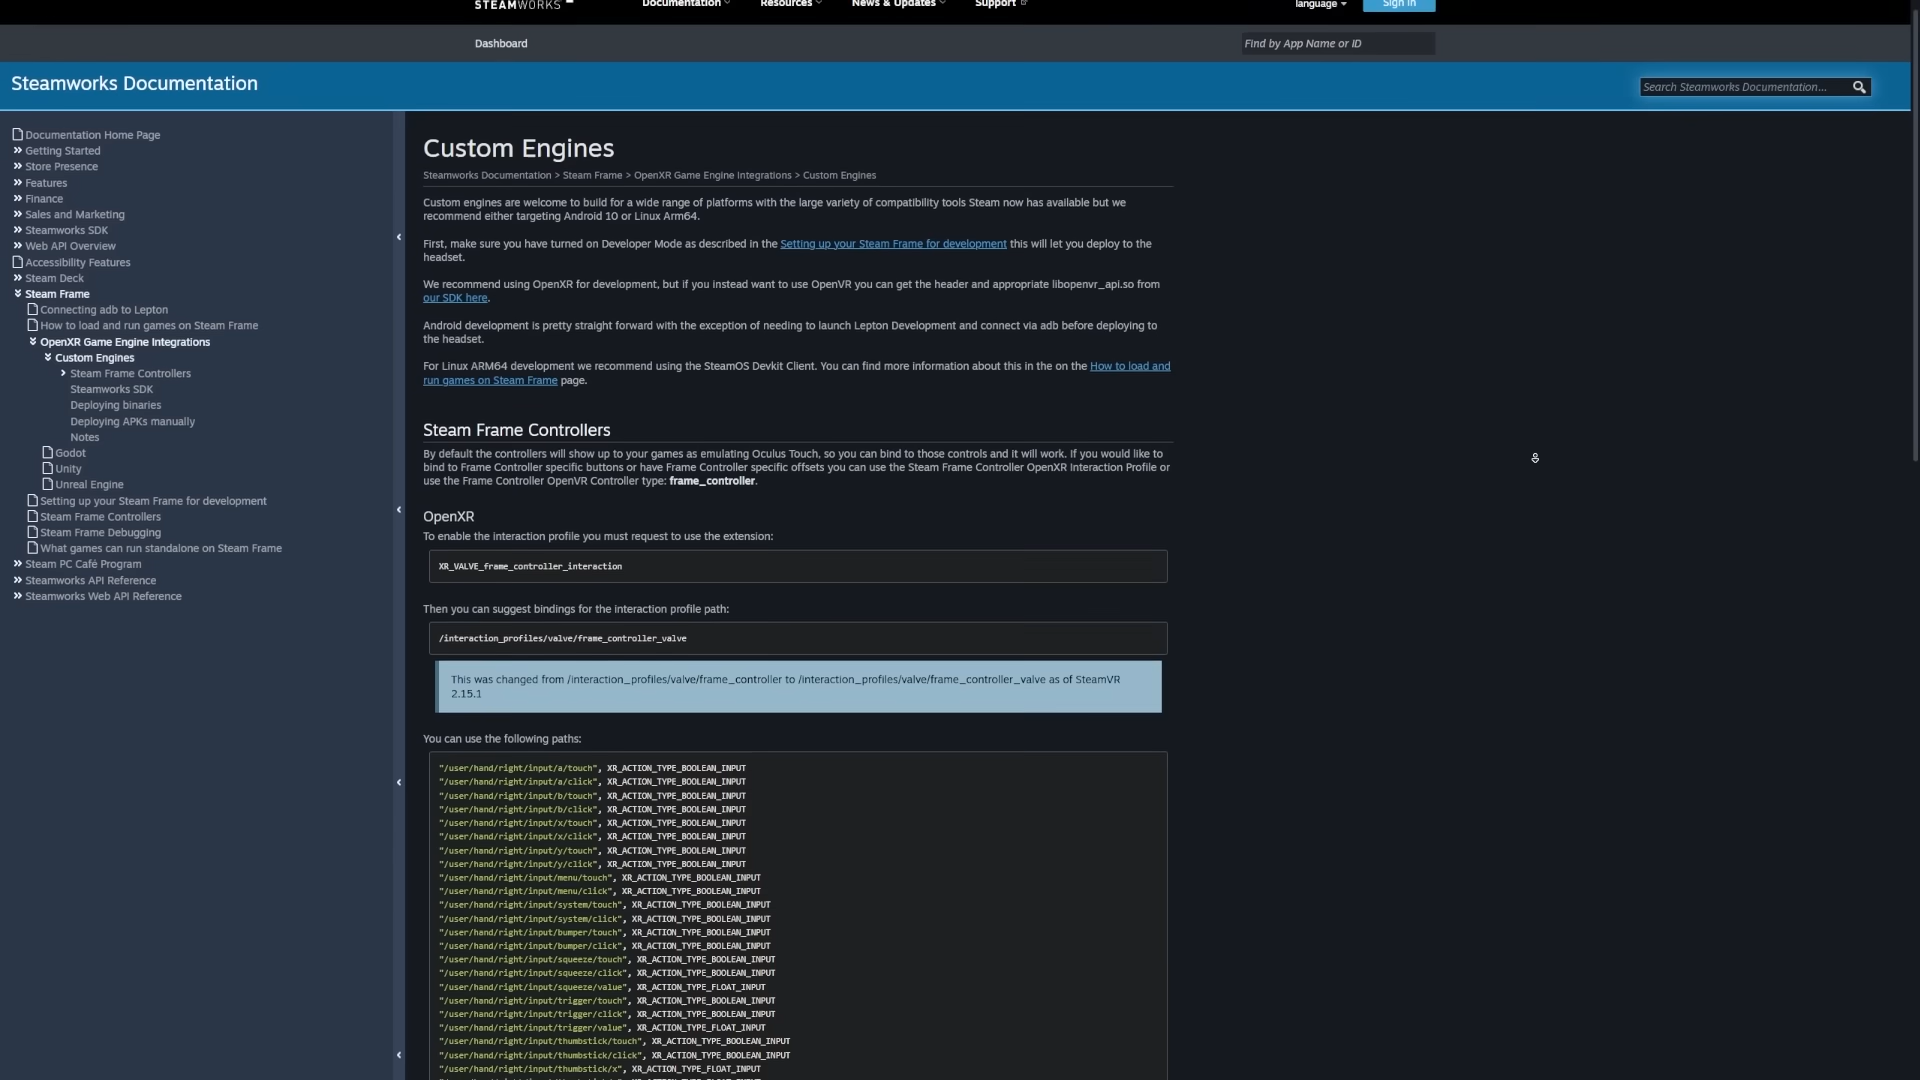 STEAMWORKS
Documentation
Resources
News & Updates
Support
language
Sign In
Dashboard
Find by App Name or ID
Steamworks Documentation
Search Steamworks Documentation...
Documentation Home Page
Getting Started
Store Presence
Features
Finance
Sales and Marketing
Steamworks SDK
Web API Overview
Accessibility Features
Steam Deck
Steam Frame
Connecting adb to Lepton
How to load and run games on Steam Frame
OpenXR Game Engine Integrations
Custom Engines
Steam Frame Controllers
Steamworks SDK
Deploying binaries
Deploying APKs manually
Notes
Godot
Unity
Unreal Engine
Setting up your Steam Frame for development
Steam Frame Controllers
Steam Frame Debugging
What games can run standalone on Steam Frame
Steam PC Café Program
Steamworks API Reference
Steamworks Web API Reference
Custom Engines
Steamworks Documentation > Steam Frame > OpenXR Game Engine Integrations > Custom Engines
Custom engines are welcome to build for a wide range of platforms with the large variety of compatibility tools Steam now has available but we
recommend either targeting Android 10 or Linux Arm64.
First, make sure you have turned on Developer Mode as described in the Setting up your Steam Frame for development this will let you deploy to the
headset.
We recommend using OpenXR for development, but if you instead want to use OpenVR you can get the header and appropriate libopenvr_api.so from
our SDK here.
Android development is pretty straight forward with the exception of needing to launch Lepton Development and connect via adb before deploying to
the headset.
For Linux ARM64 development we recommend using the SteamOS Devkit Client. You can find more information about this in the on the How to load and
run games on Steam Frame page.
Steam Frame Controllers
By default the controllers will show up to your games as emulating Oculus Touch, so you can bind to those controls and it will work. If you would like to
bind to Frame Controller specific buttons or have Frame Controller specific offsets you can use the Steam Frame Controller OpenXR Interaction Profile or
use the Frame Controller OpenVR Controller type: frame_controller.
OpenXR
To enable the interaction profile you must request to use the extension:
XR_VALVE_frame_controller_interaction
Then you can suggest bindings for the interaction profile path:
/interaction_profiles/valve/frame_controller_valve
This was changed from /interaction_profiles/valve/frame_controller to /interaction_profiles/valve/frame_controller_valve as of SteamVR
2.15.1
You can use the following paths:
"/user/hand/right/input/a/touch", XR_ACTION_TYPE_BOOLEAN_INPUT
"/user/hand/right/input/a/click", XR_ACTION_TYPE_BOOLEAN_INPUT
"/user/hand/right/input/b/touch", XR_ACTION_TYPE_BOOLEAN_INPUT
"/user/hand/right/input/b/click", XR_ACTION_TYPE_BOOLEAN_INPUT
"/user/hand/right/input/x/touch", XR_ACTION_TYPE_BOOLEAN_INPUT
"/user/hand/right/input/x/click", XR_ACTION_TYPE_BOOLEAN_INPUT
"/user/hand/right/input/y/touch", XR_ACTION_TYPE_BOOLEAN_INPUT
"/user/hand/right/input/y/click", XR_ACTION_TYPE_BOOLEAN_INPUT
"/user/hand/right/input/menu/touch", XR_ACTION_TYPE_BOOLEAN_INPUT
"/user/hand/right/input/menu/click", XR_ACTION_TYPE_BOOLEAN_INPUT
"/user/hand/right/input/system/touch", XR_ACTION_TYPE_BOOLEAN_INPUT
"/user/hand/right/input/system/click", XR_ACTION_TYPE_BOOLEAN_INPUT
"/user/hand/right/input/bumper/touch", XR_ACTION_TYPE_BOOLEAN_INPUT
"/user/hand/right/input/bumper/click", XR_ACTION_TYPE_BOOLEAN_INPUT
"/user/hand/right/input/squeeze/touch", XR_ACTION_TYPE_BOOLEAN_INPUT
"/user/hand/right/input/squeeze/click", XR_ACTION_TYPE_BOOLEAN_INPUT
"/user/hand/right/input/squeeze/value", XR_ACTION_TYPE_FLOAT_INPUT
"/user/hand/right/input/trigger/touch", XR_ACTION_TYPE_BOOLEAN_INPUT
"/user/hand/right/input/trigger/click", XR_ACTION_TYPE_BOOLEAN_INPUT
"/user/hand/right/input/trigger/value", XR_ACTION_TYPE_FLOAT_INPUT
"/user/hand/right/input/thumbstick/touch", XR_ACTION_TYPE_BOOLEAN_INPUT
"/user/hand/right/input/thumbstick/click", XR_ACTION_TYPE_BOOLEAN_INPUT
"/user/hand/right/input/thumbstick/x", XR_ACTION_TYPE_FLOAT_INPUT